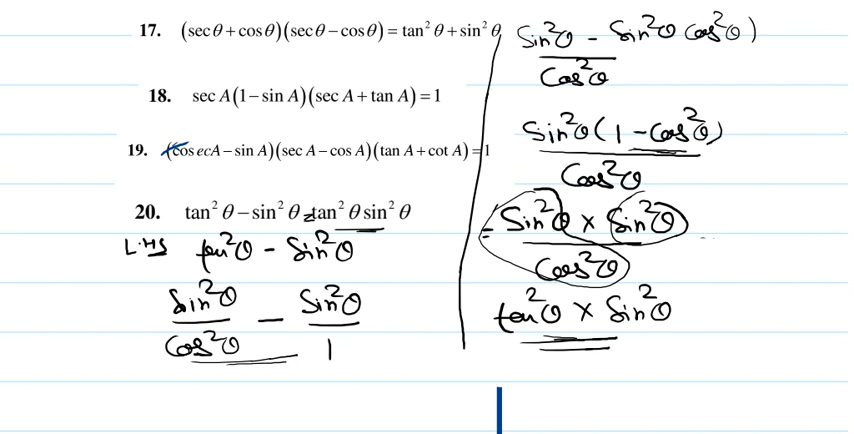 17. (secθ + cosθ)(secθ − cosθ) = tan²θ + sin²θ
18. sec A(1 − sin A)(sec A + tan A) = 1
19. (cosecA − sin A)(sec A − cos A)(tan A + cot A) = 1
20. tan²θ − sin²θ = tan²θ sin²θ
L.HS tan²θ − Sin²θ
Sin²θ/Cos²θ − Sin²θ/1
Sin²θ − Sin²θ Cos²θ)
Cos²θ
Sin²θ(1 − Cos²θ)
Cos²θ
= Sin²θ × Sin²θ
Cos²θ
tan²θ × Sin²θ